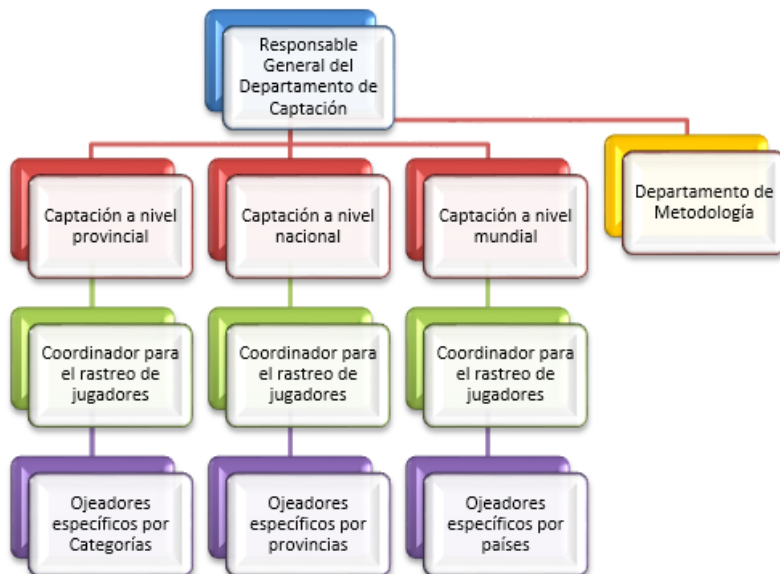 Responsable
General del
Departamento de
Captación
Captación a nivel
provincial
Captación a nivel
nacional
Captación a nivel
mundial
Departamento de
Metodología
Coordinador para
el rastreo de
jugadores
Coordinador para
el rastreo de
jugadores
Coordinador para
el rastreo de
jugadores
Ojeadores
específicos por
Categorías
Ojeadores
específicos por
provincias
Ojeadores
específicos por
países